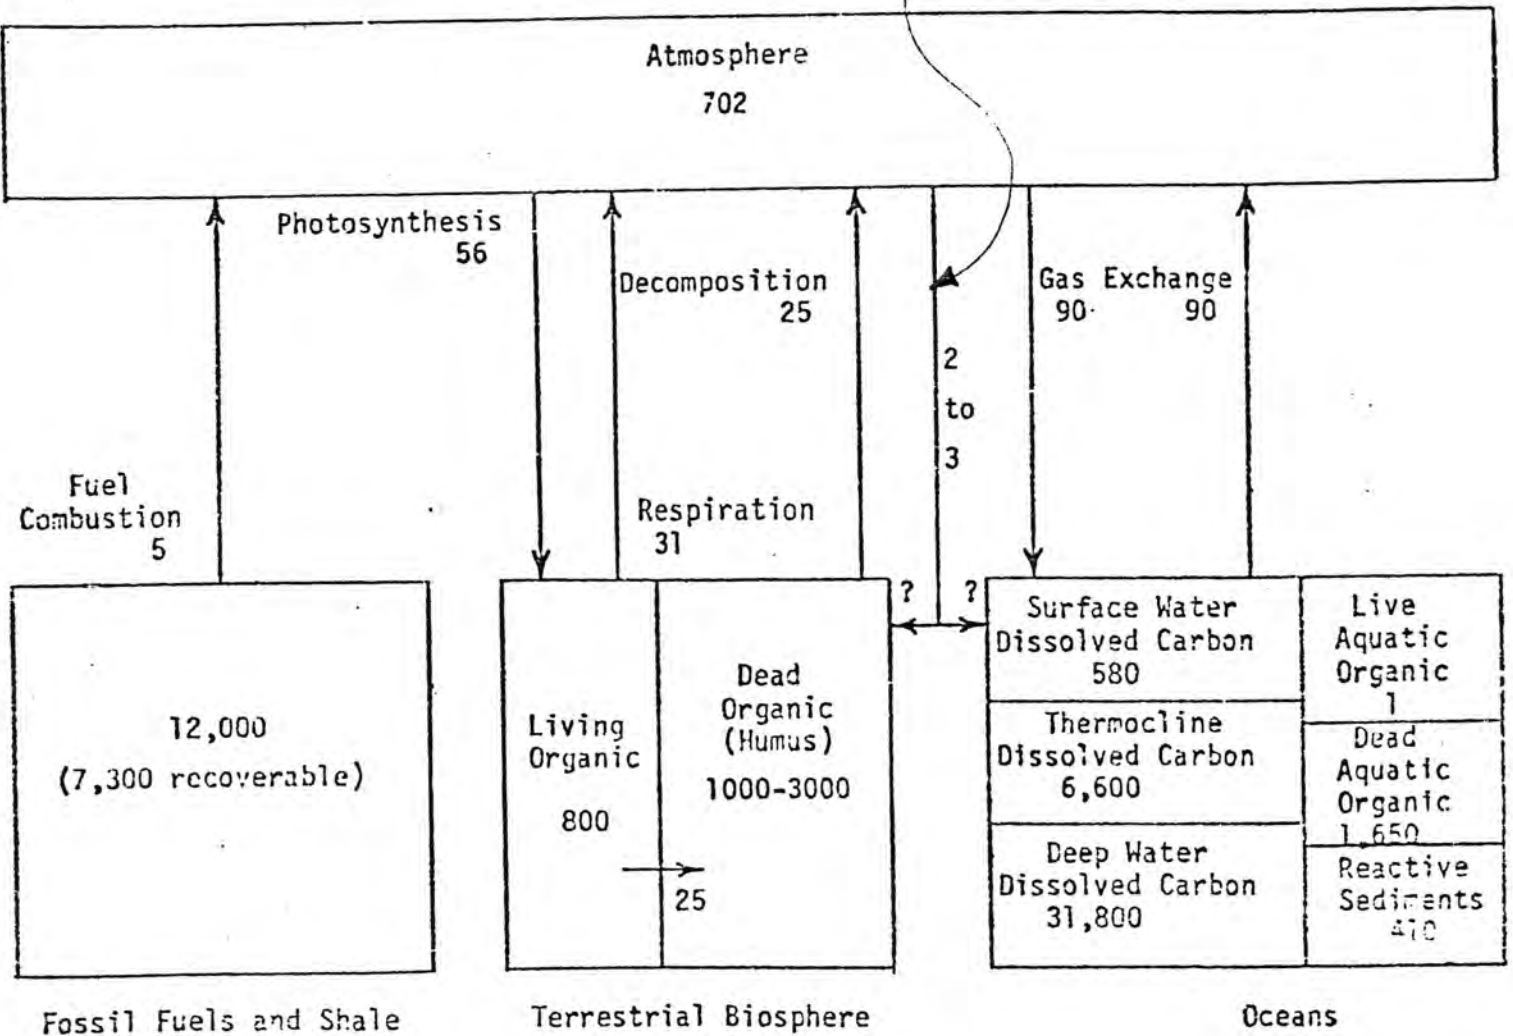 Atmosphere
702
Photosynthesis
56
Decomposition
25
Gas Exchange
90 90
2
to
3
Fuel
Combustion
5
Respiration
31
12,000
(7,300 recoverable)
Living
Organic
800
25
Dead
Organic
(Humus)
1000-3000
? ?
Surface Water
Dissolved Carbon
580
Thermocline
Dissolved Carbon
6,600
Deep Water
Dissolved Carbon
31,800
Live
Aquatic
Organic
1
Dead
Aquatic
Organic
1,650
Reactive
Sediments
Fossil Fuels and Shale
Terrestrial Biosphere
Oceans